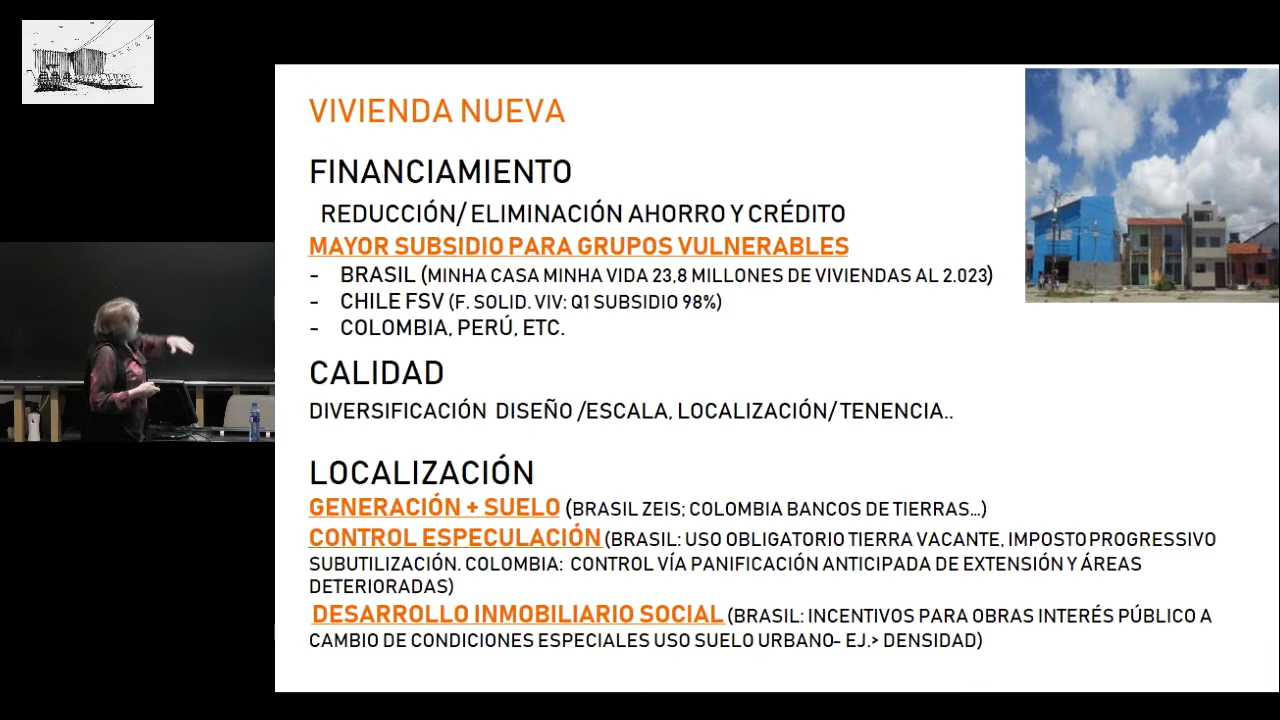 VIVIENDA NUEVA
FINANCIAMIENTO
REDUCCIÓN/ ELIMINACIÓN AHORRO Y CRÉDITO
MAYOR SUBSIDIO PARA GRUPOS VULNERABLES
- BRASIL (MINHA CASA MINHA VIDA 23,8 MILLONES DE VIVIENDAS AL 2.023)
- CHILE FSV (F. SOLID. VIV: Q1 SUBSIDIO 98%)
- COLOMBIA, PERÚ, ETC.
CALIDAD
DIVERSIFICACIÓN DISEÑO /ESCALA, LOCALIZACIÓN/ TENENCIA..
LOCALIZACIÓN
GENERACIÓN + SUELO (BRASIL ZEIS; COLOMBIA BANCOS DE TIERRAS…)
CONTROL ESPECULACIÓN (BRASIL: USO OBLIGATORIO TIERRA VACANTE, IMPOSTO PROGRESSIVO
SUBUTILIZACIÓN. COLOMBIA: CONTROL VÍA PANIFICACIÓN ANTICIPADA DE EXTENSIÓN Y ÁREAS
DETERIORADAS)
DESARROLLO INMOBILIARIO SOCIAL (BRASIL: INCENTIVOS PARA OBRAS INTERÉS PÚBLICO A
CAMBIO DE CONDICIONES ESPECIALES USO SUELO URBANO- EJ.> DENSIDAD)